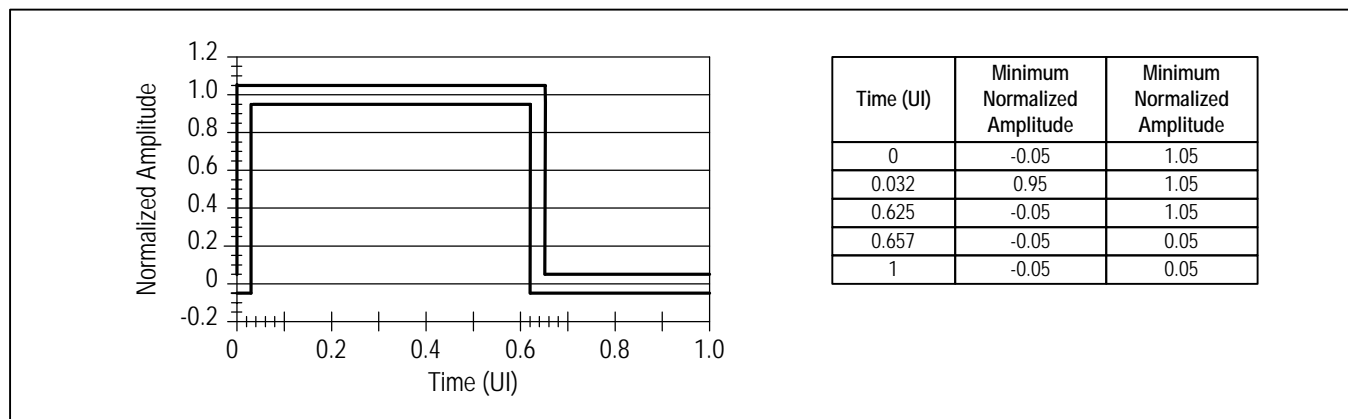 1.2
1.0
0.8
0.6
0.4
0.2
0
-0.2
Normalized Amplitude
0 0.2 0.4 0.6 0.8 1.0
Time (UI)
Time (UI) Minimum Normalized Amplitude Minimum Normalized Amplitude
0 -0.05 1.05
0.032 0.95 1.05
0.625 -0.05 1.05
0.657 -0.05 0.05
1 -0.05 0.05